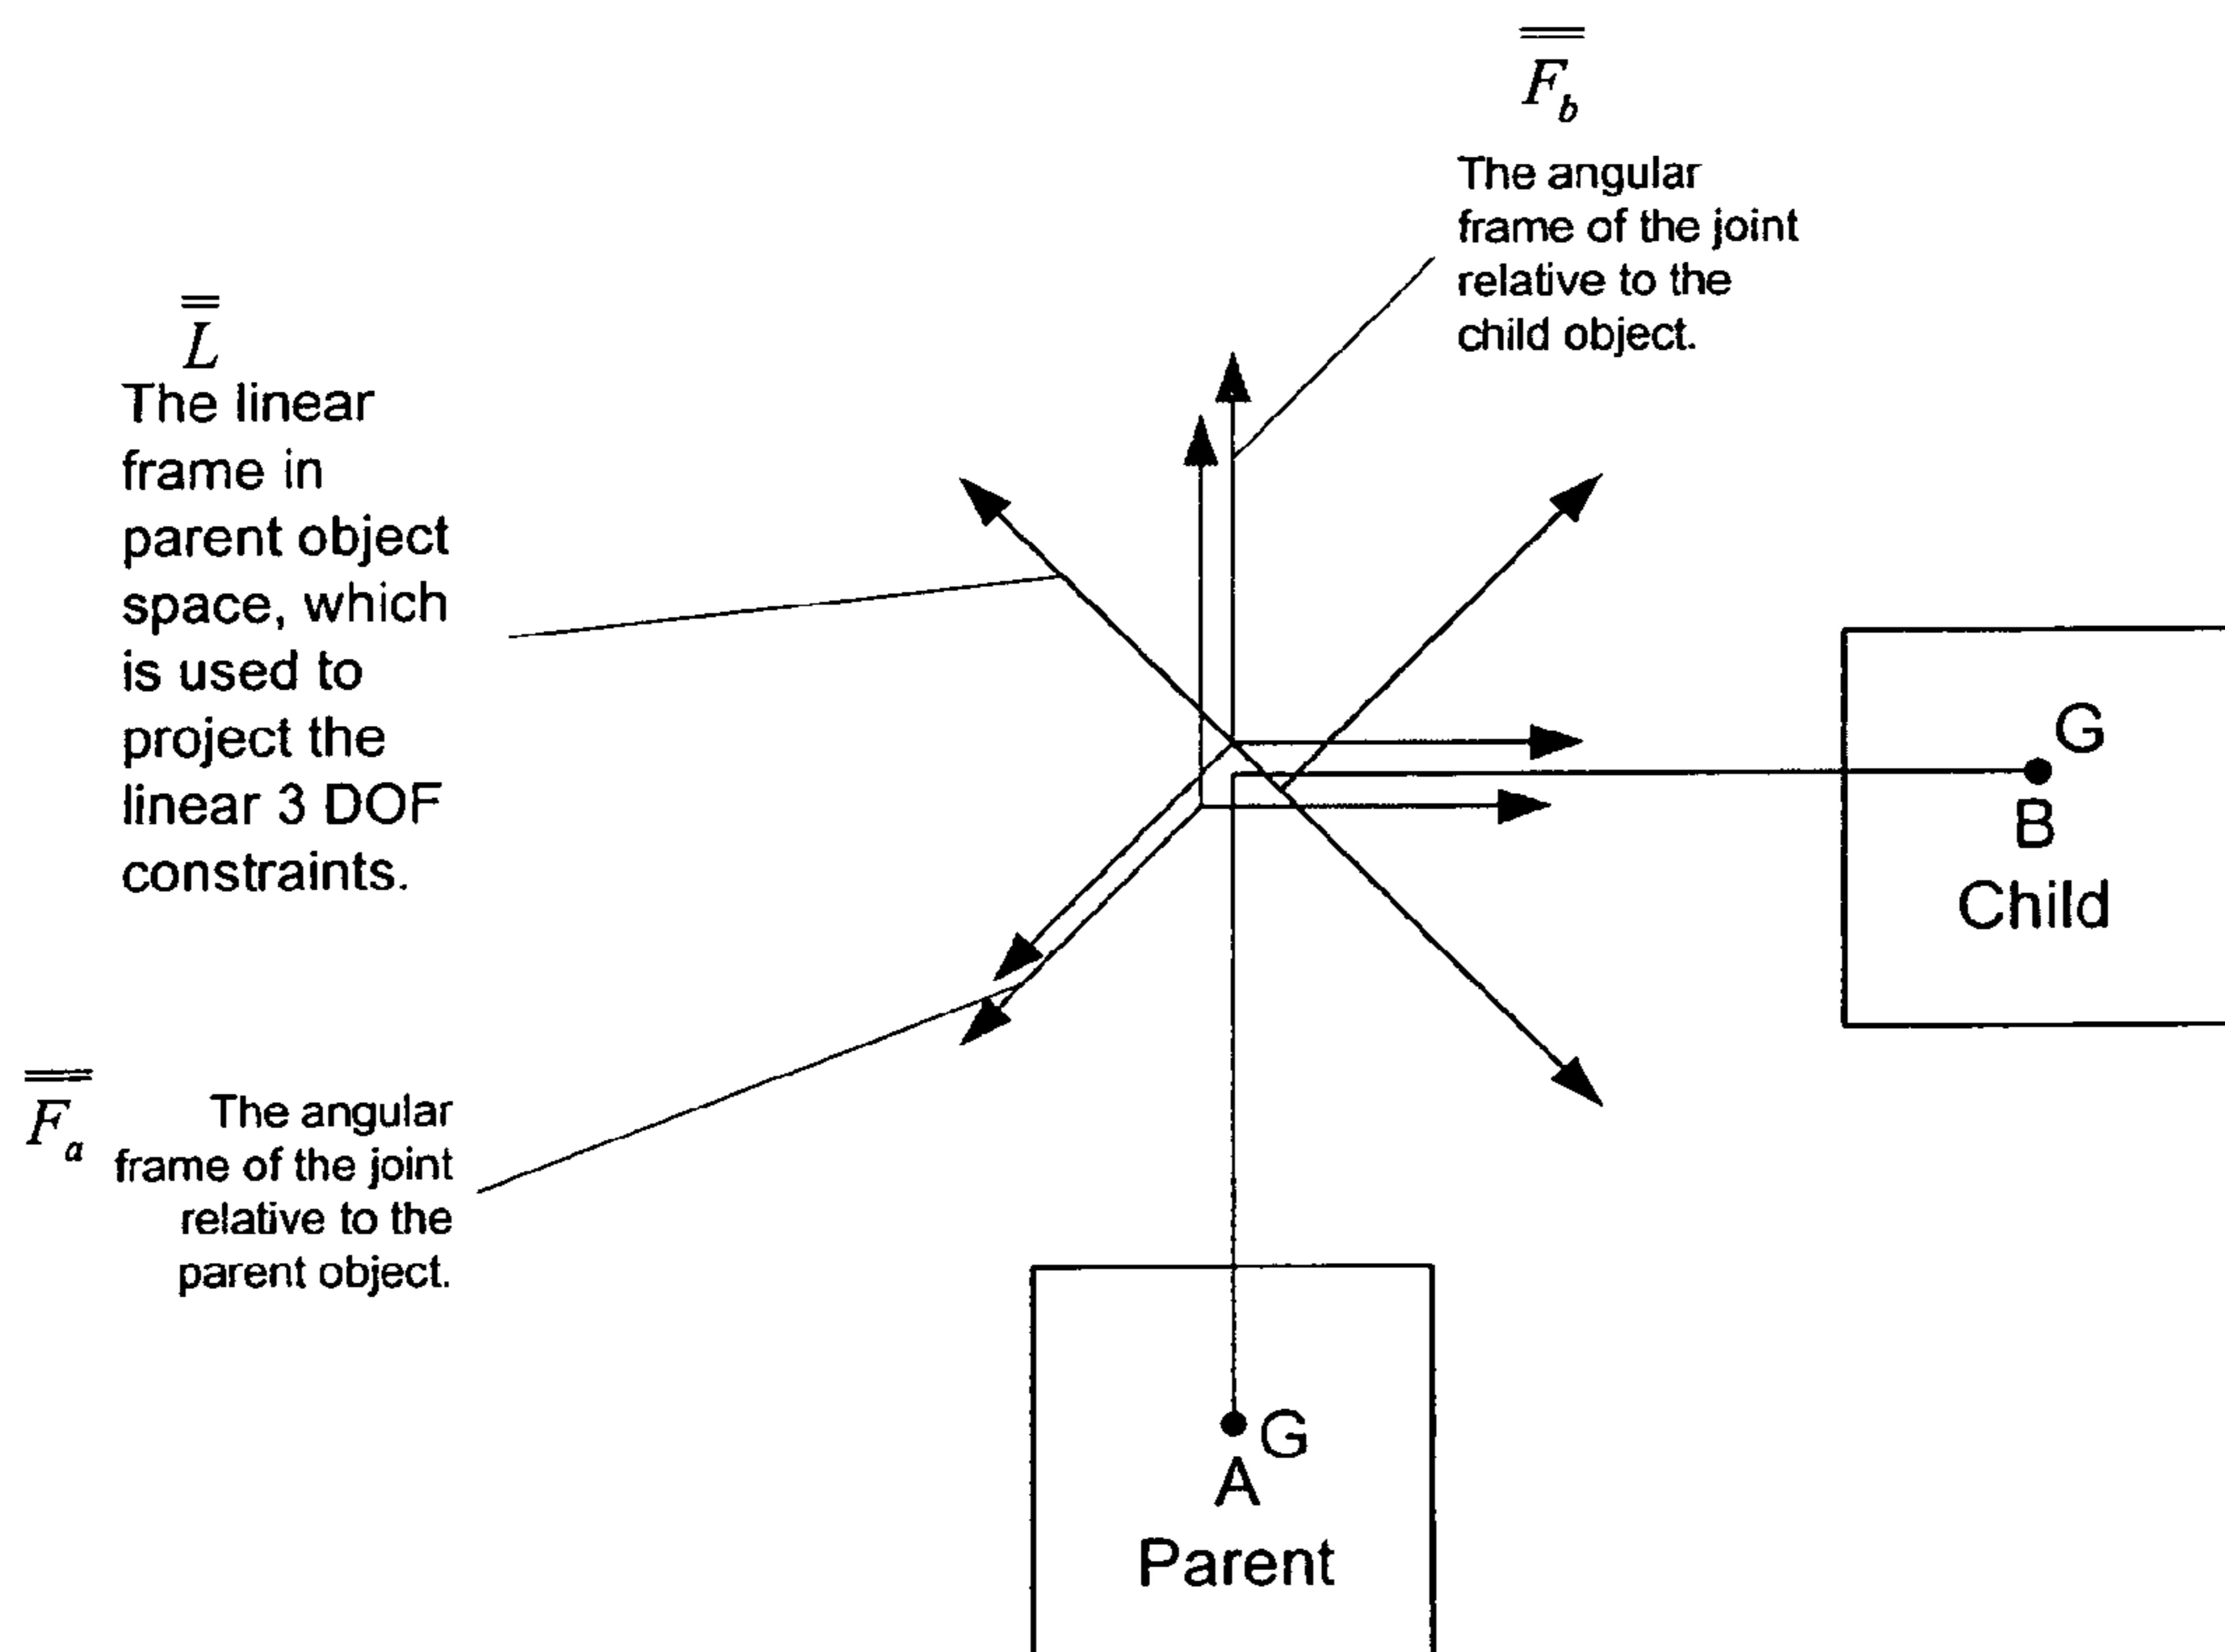 F_b
The angular
frame of the joint
relative to the
child object.
L
The linear
frame in
parent object
space, which
is used to
project the
linear 3 DOF
constraints.
G
B
Child
F_a
The angular
frame of the joint
relative to the
parent object.
G
A
Parent